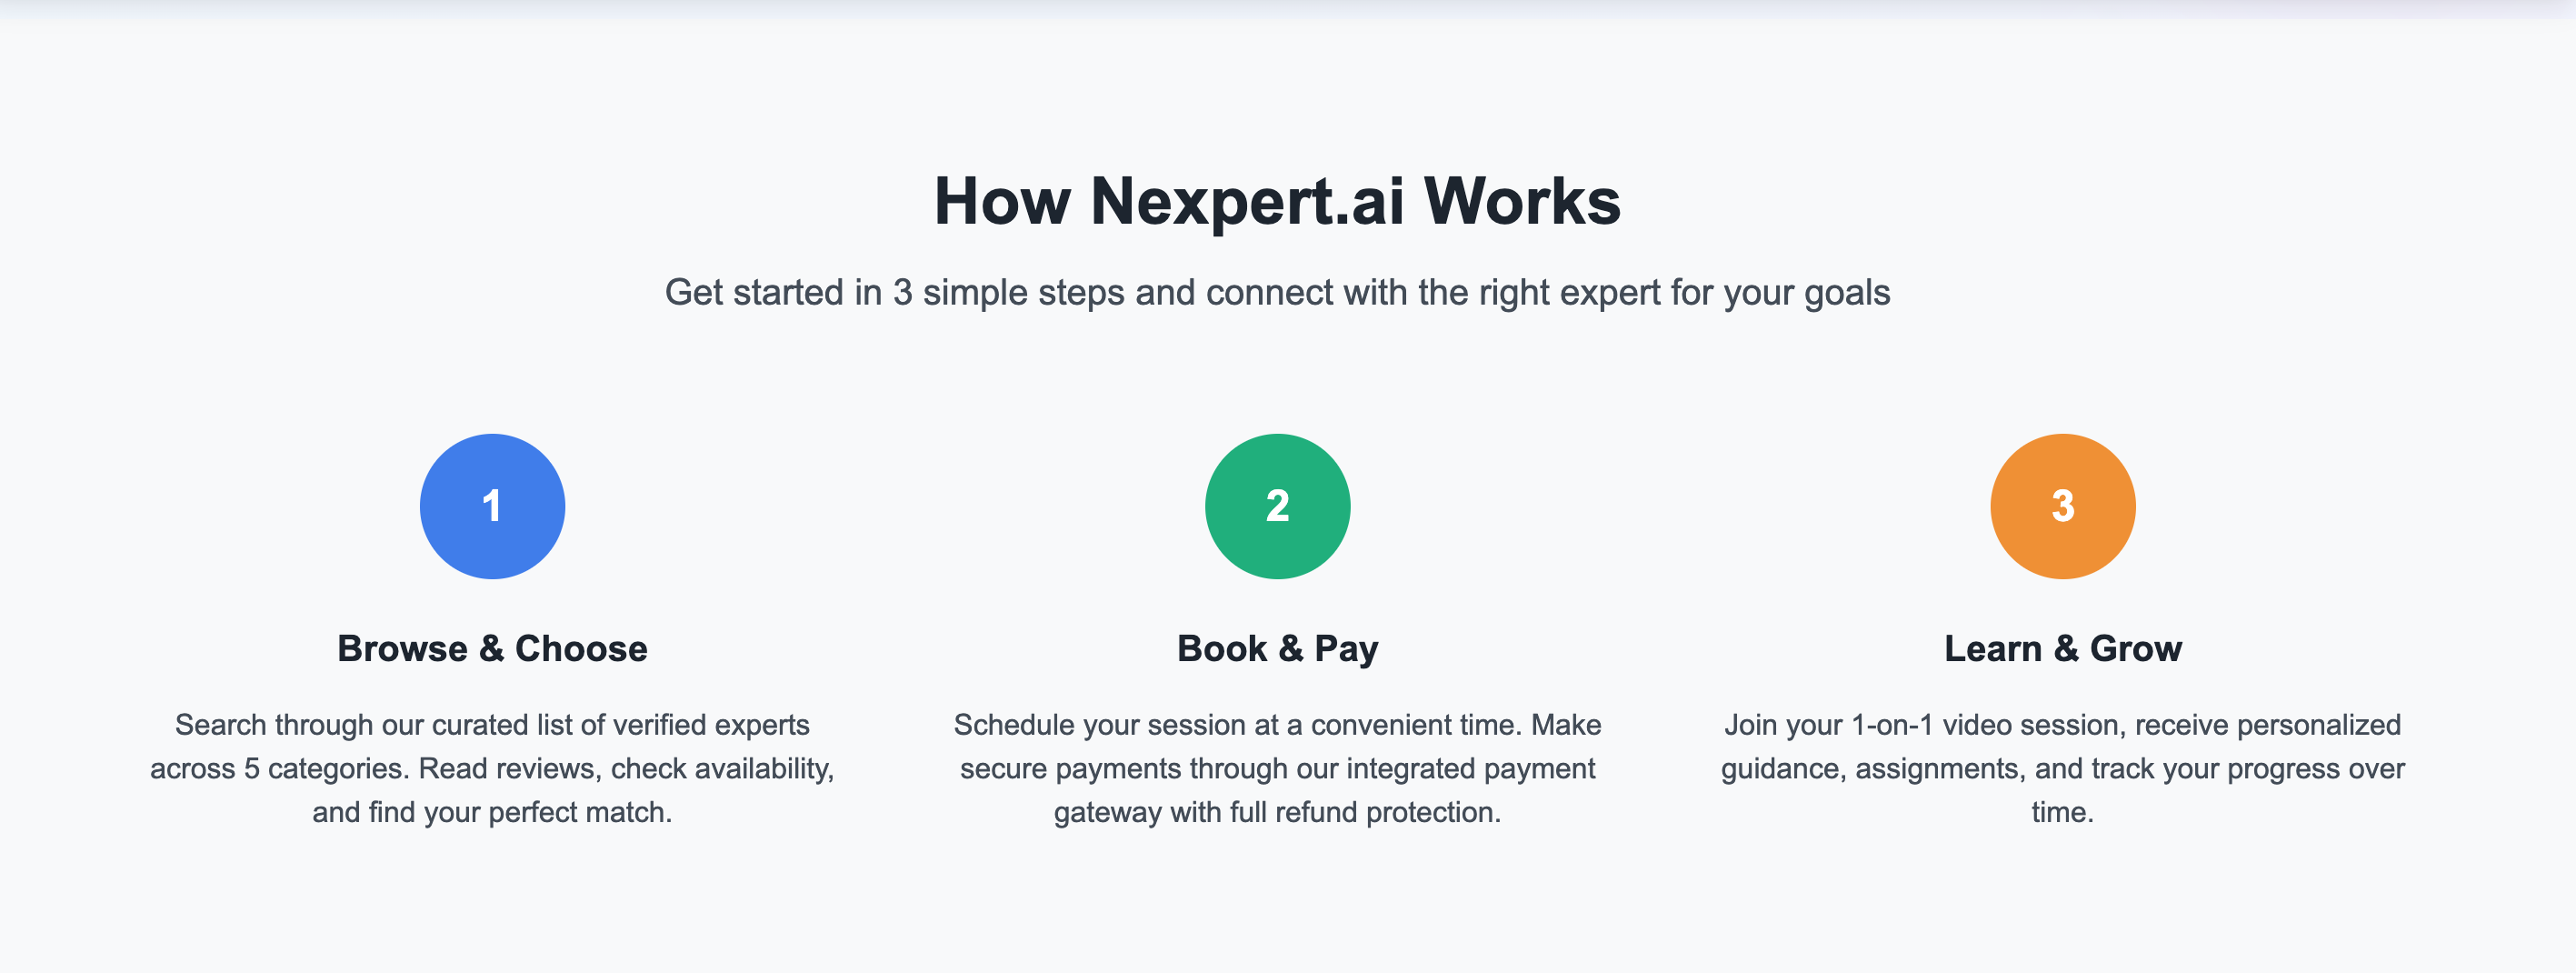 How Nexpert.ai Works
Get started in 3 simple steps and connect with the right expert for your goals
1
Browse & Choose
Search through our curated list of verified experts
across 5 categories. Read reviews, check availability,
and find your perfect match.
2
Book & Pay
Schedule your session at a convenient time. Make
secure payments through our integrated payment
gateway with full refund protection.
3
Learn & Grow
Join your 1-on-1 video session, receive personalized
guidance, assignments, and track your progress over
time.